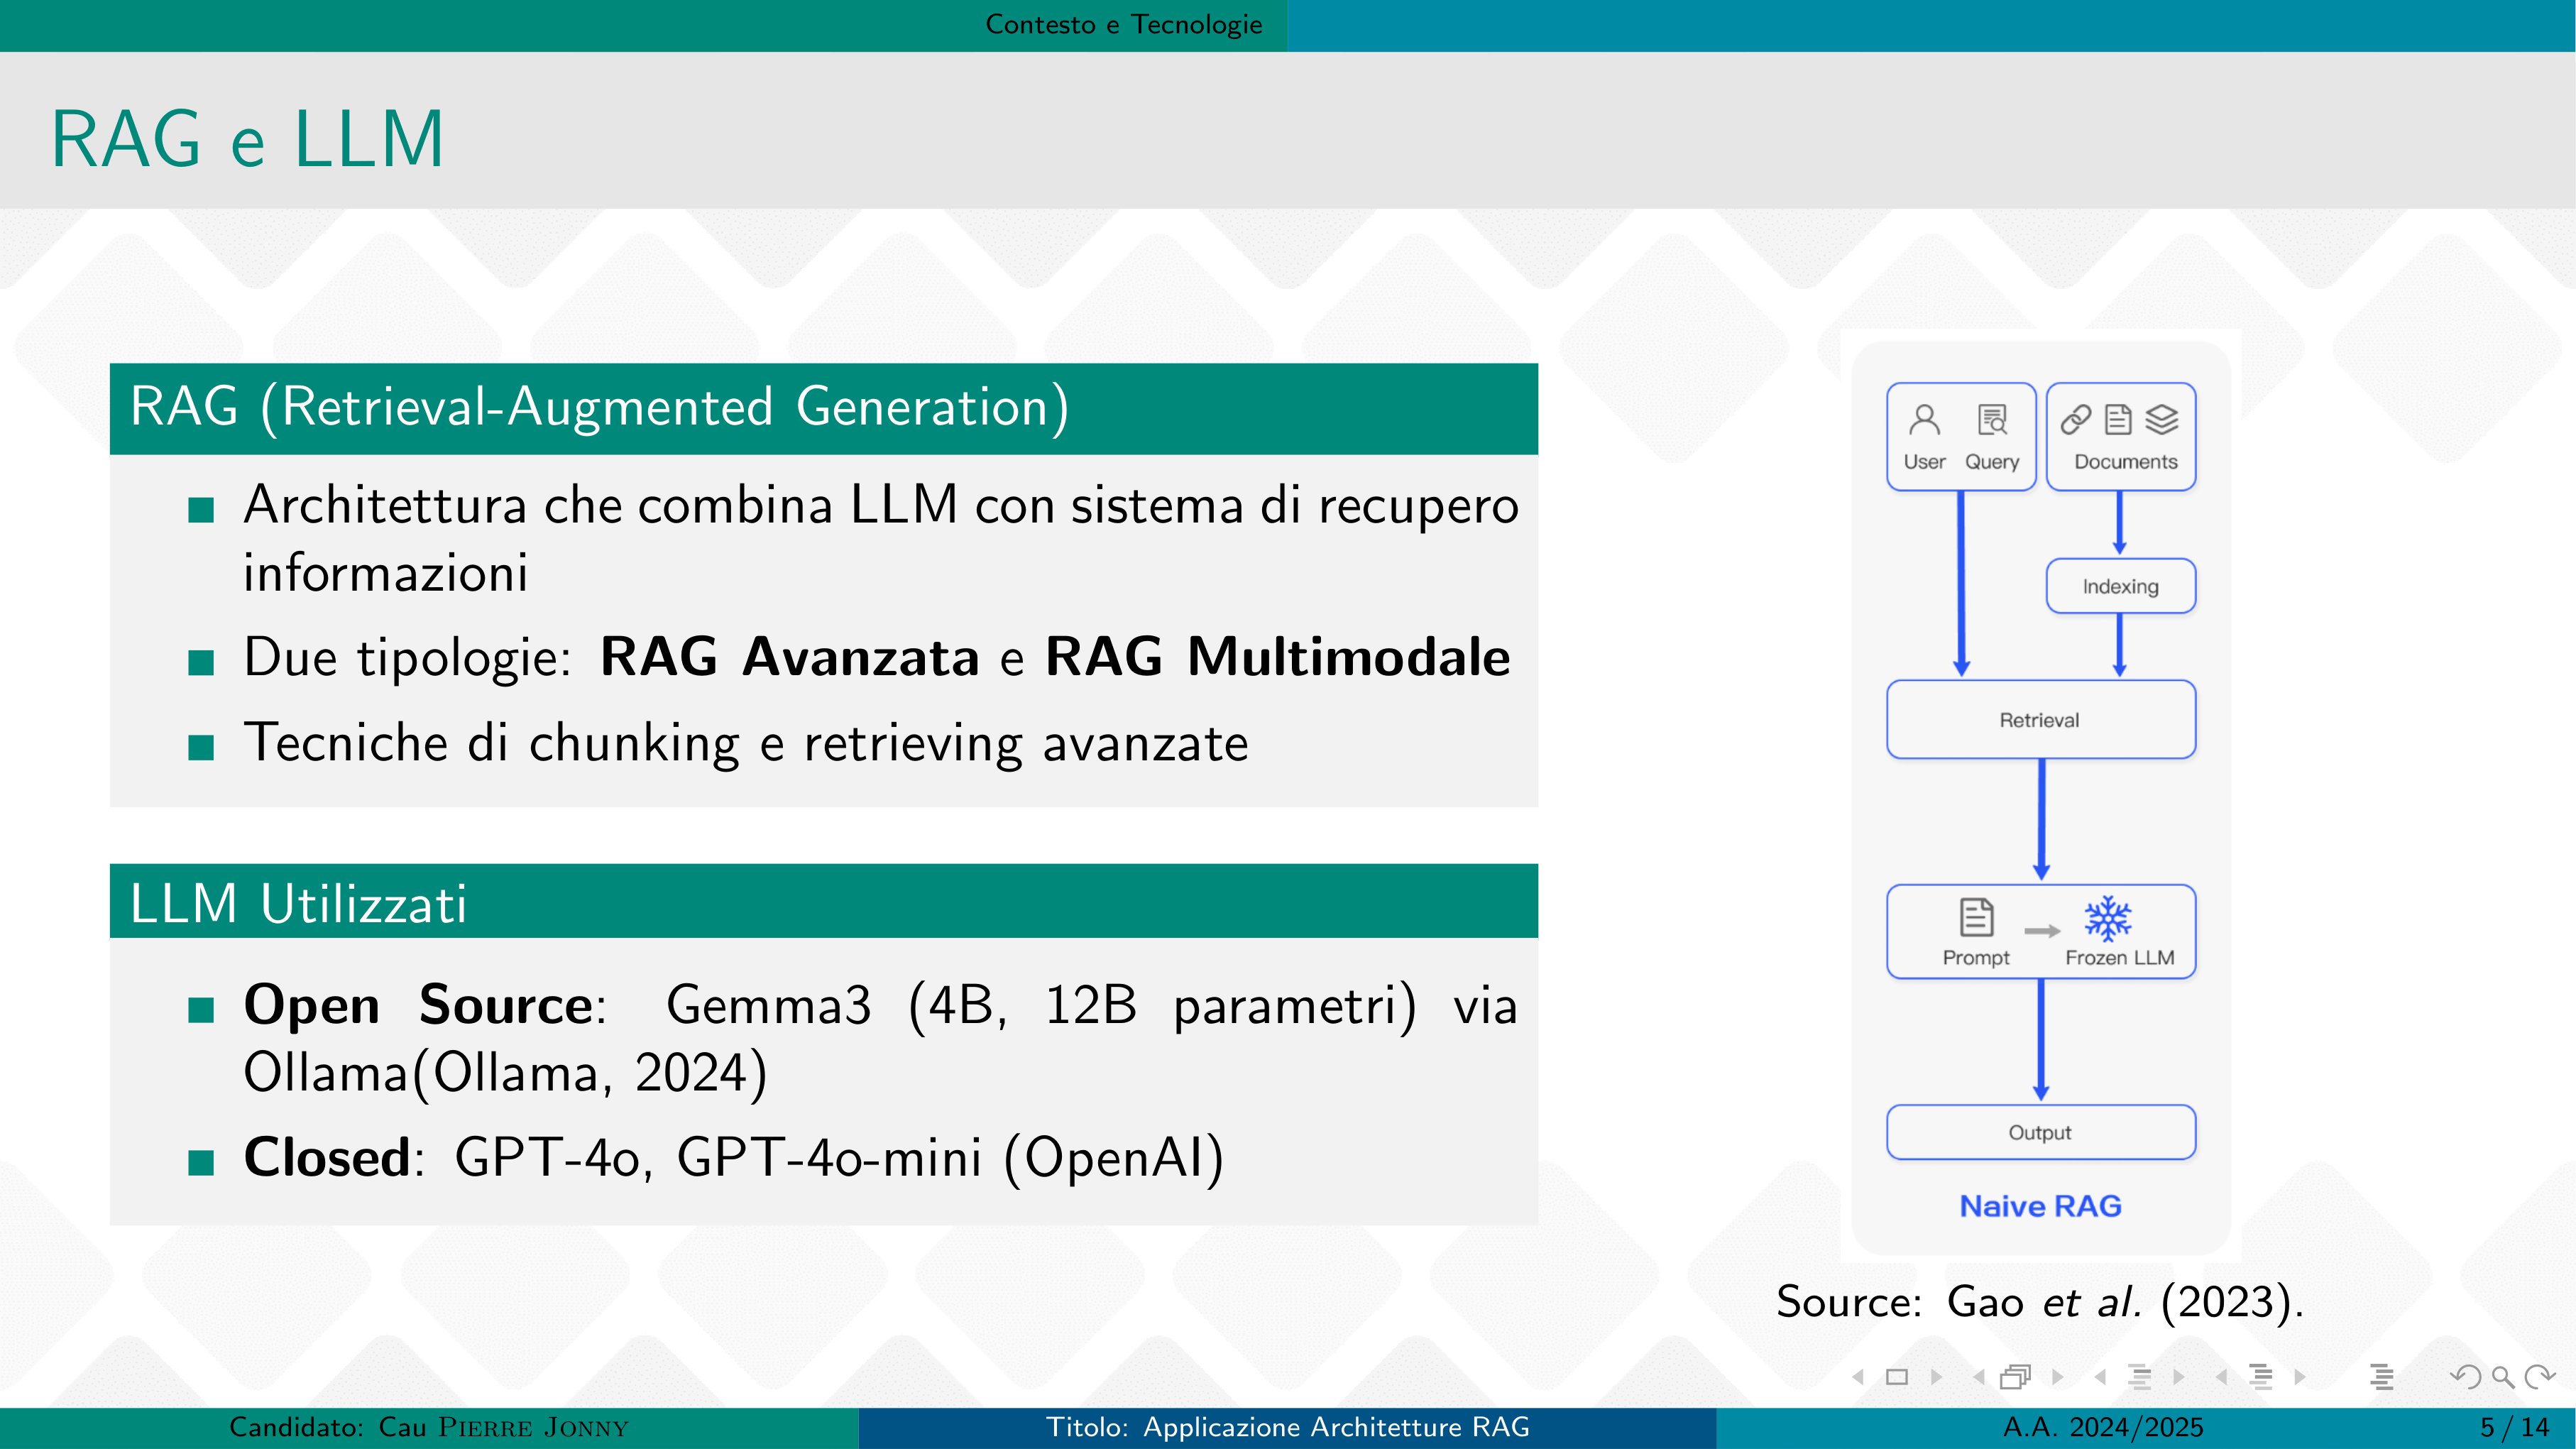 Contesto e Tecnologie
RAG e LLM
RAG (Retrieval-Augmented Generation)
Architettura che combina LLM con sistema di recupero
informazioni
Due tipologie: RAG Avanzata e RAG Multimodale
Tecniche di chunking e retrieving avanzate
LLM Utilizzati
Open Source: Gemma3 (4B, 12B parametri) via
Ollama(Ollama, 2024)
Closed: GPT-4o, GPT-4o-mini (OpenAI)
User Query
Documents
Indexing
Retrieval
Prompt
Frozen LLM
Output
Naive RAG
Source: Gao et al. (2023).
Candidato: Cau Pierre Jonny
Titolo: Applicazione Architetture RAG
A.A. 2024/2025
5 / 14